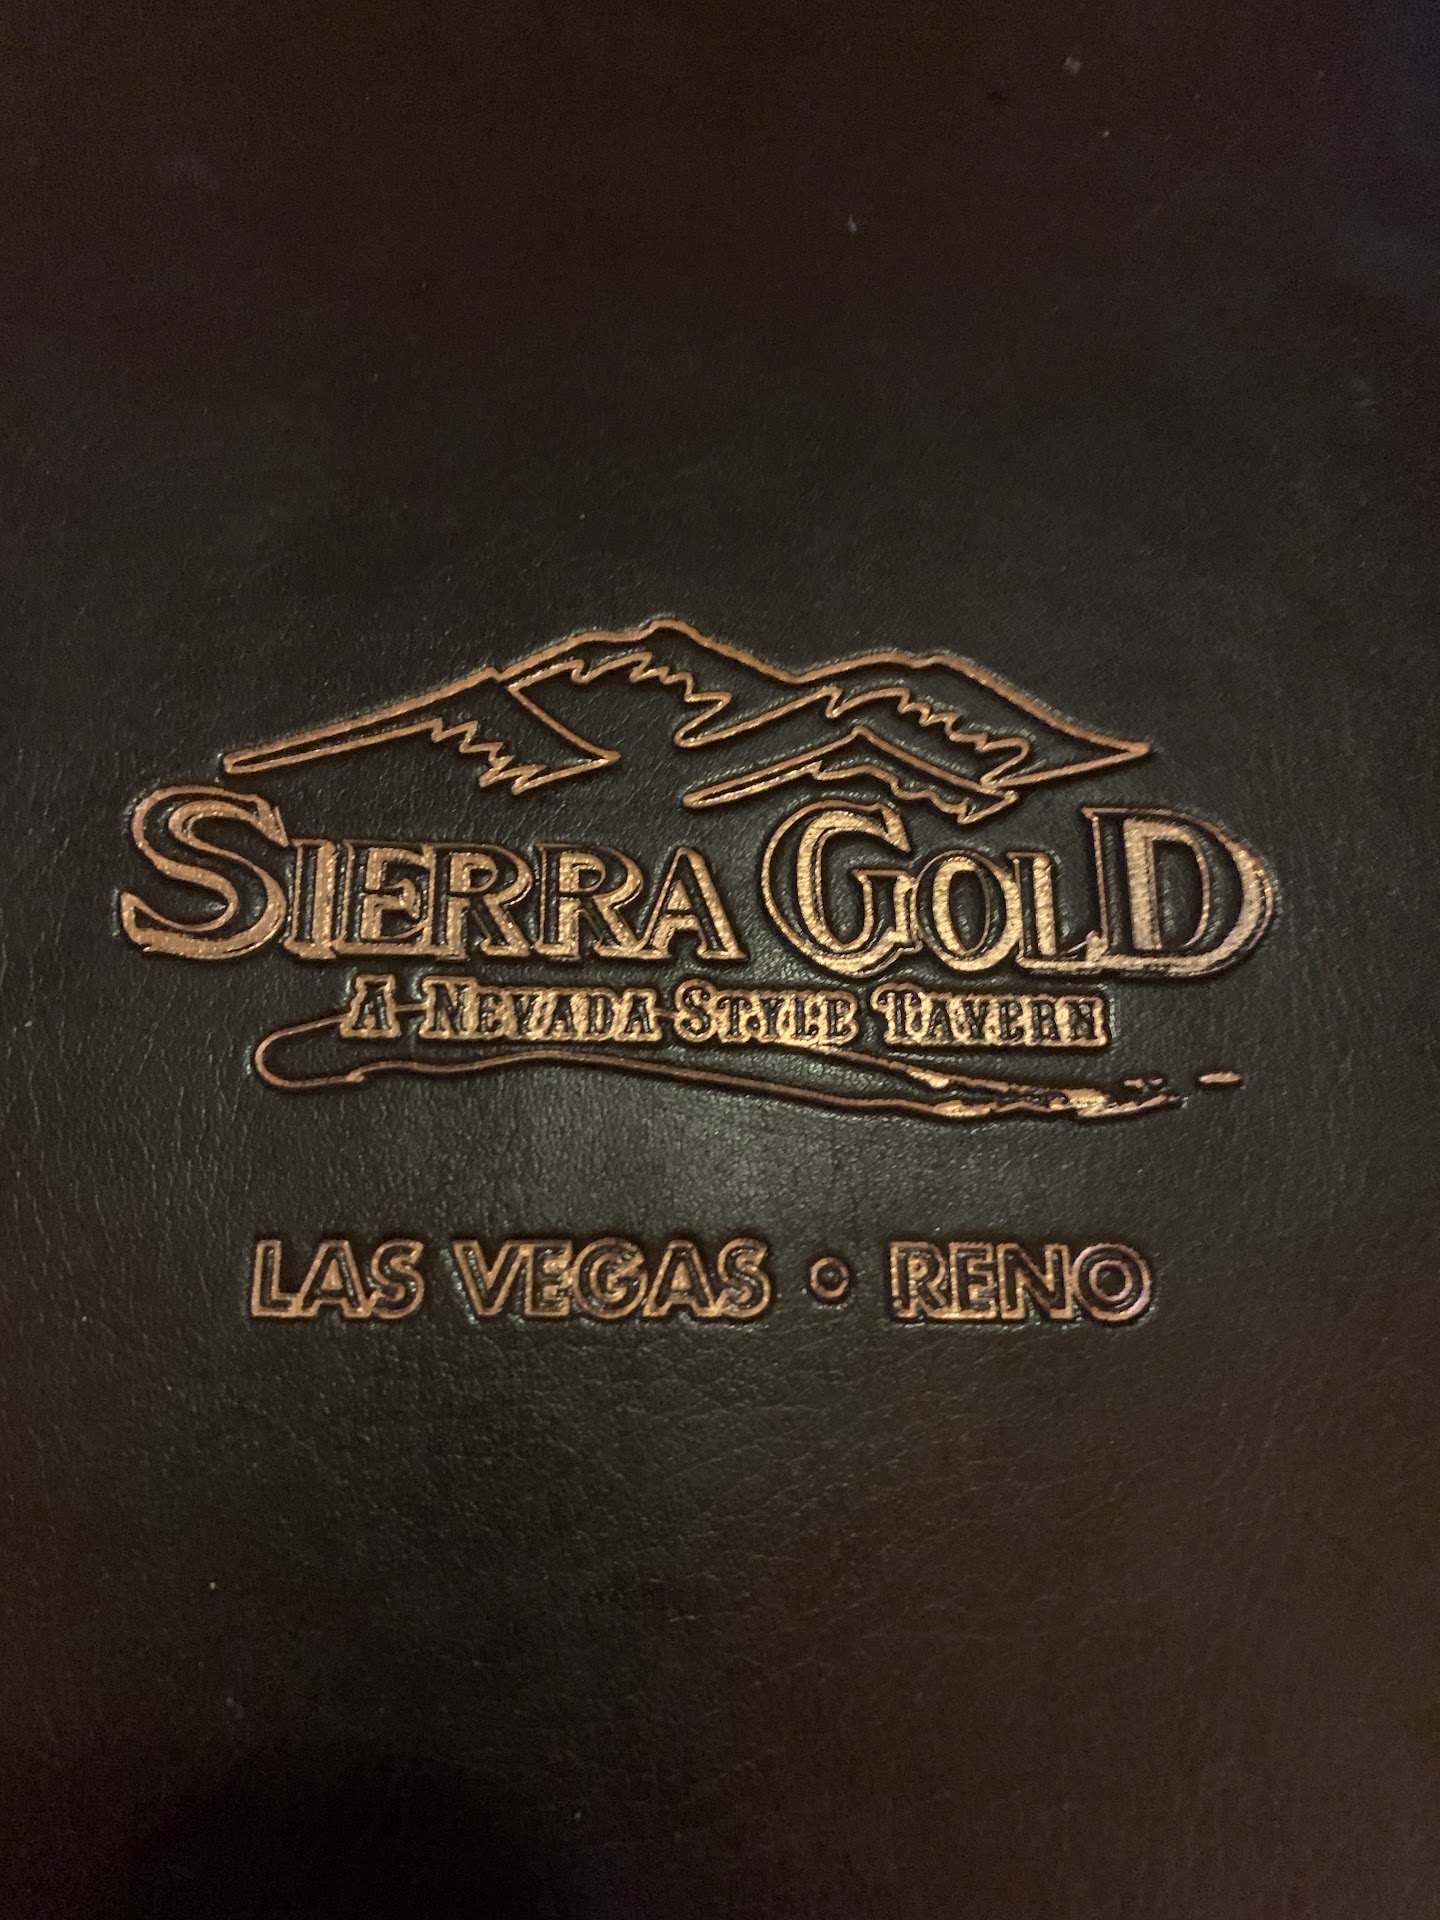 SIERRA GOLD
A NEVADA STYLE TAVERN
LAS VEGAS • RENO